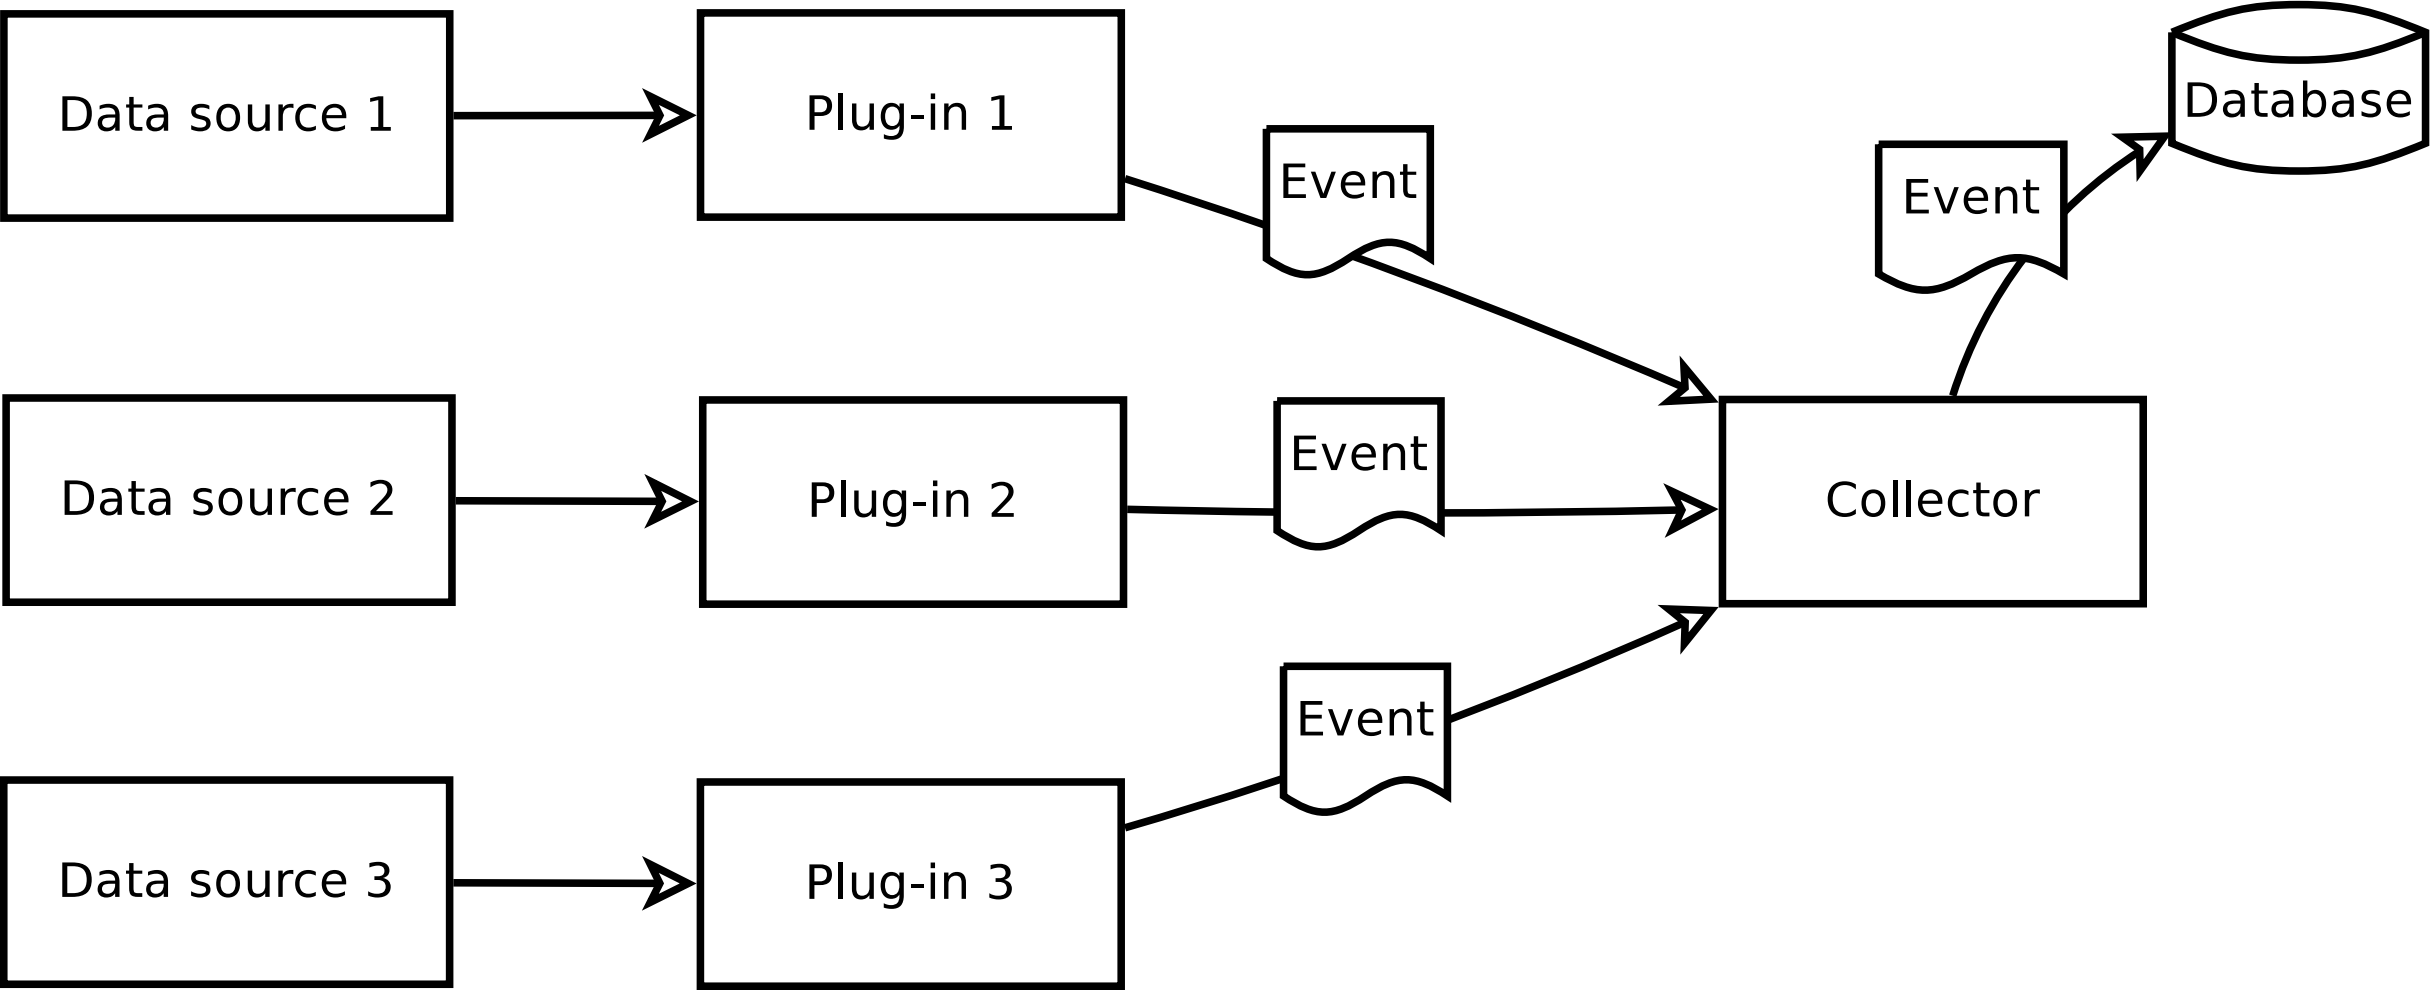 Data source 1
Plug-in 1
Event
Event
Database
Data source 2
Plug-in 2
Event
Collector
Data source 3
Plug-in 3
Event